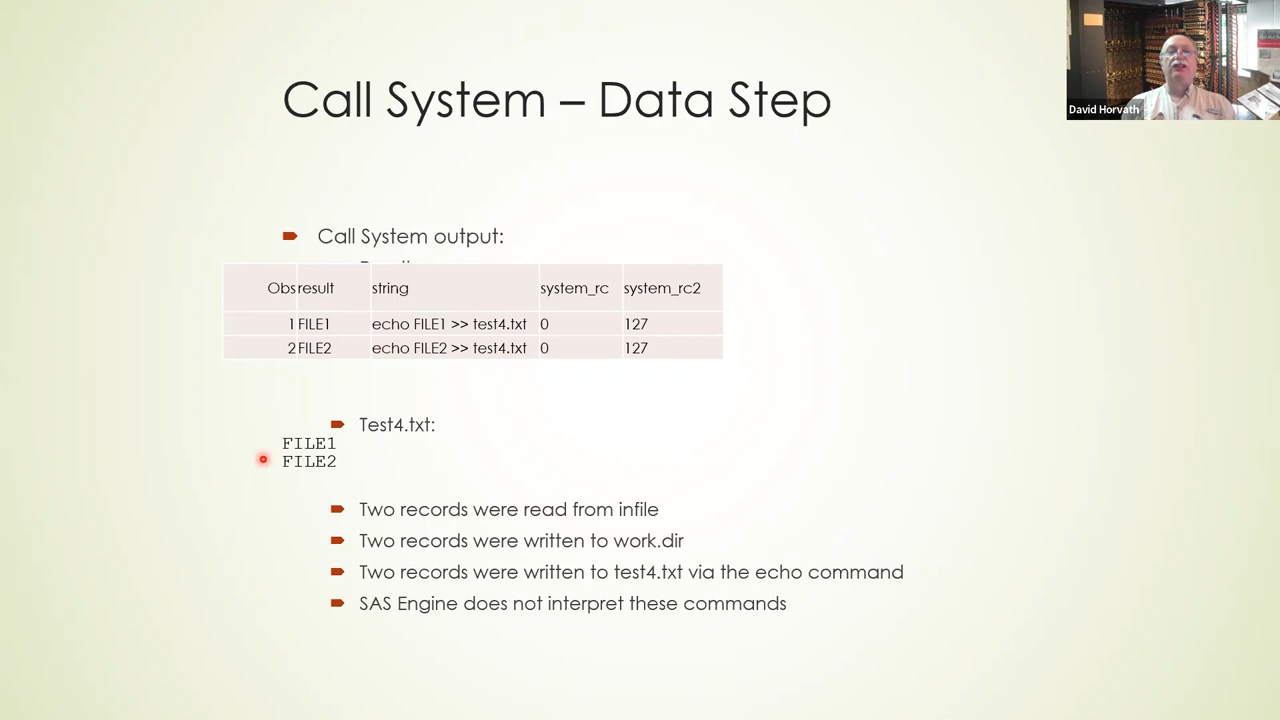 Call System – Data Step
David Horvath
Call System output:
Obs result string system_rc system_rc2
1 FILE1 echo FILE1 >> test4.txt 0 127
2 FILE2 echo FILE2 >> test4.txt 0 127
Test4.txt:
FILE1
FILE2
Two records were read from infile
Two records were written to work.dir
Two records were written to test4.txt via the echo command
SAS Engine does not interpret these commands